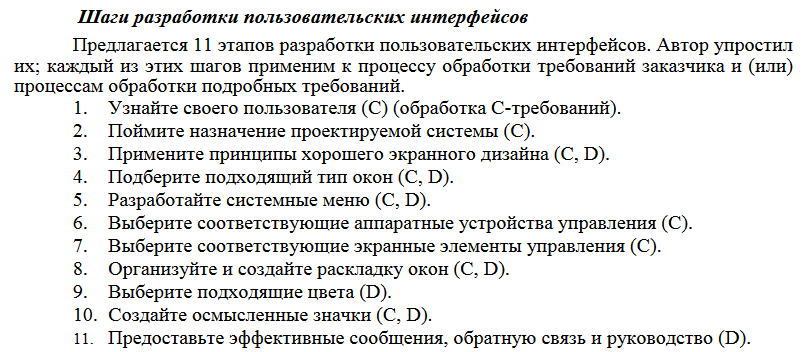 Шаги разработки пользовательских интерфейсов
Предлагается 11 этапов разработки пользовательских интерфейсов. Автор упростил
их; каждый из этих шагов применим к процессу обработки требований заказчика и (или)
процессам обработки подробных требований.
1. Узнайте своего пользователя (С) (обработка С-требований).
2. Поймите назначение проектируемой системы (С).
3. Примените принципы хорошего экранного дизайна (С, D).
4. Подберите подходящий тип окон (С, D).
5. Разработайте системные меню (С, D).
6. Выберите соответствующие аппаратные устройства управления (С).
7. Выберите соответствующие экранные элементы управления (С).
8. Организуйте и создайте раскладку окон (С, D).
9. Выберите подходящие цвета (D).
10. Создайте осмысленные значки (С, D).
11. Предоставьте эффективные сообщения, обратную связь и руководство (D).